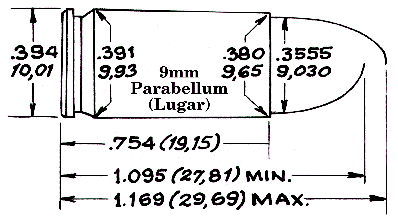 .394 .391 .380 .3555
10,01 9,93 9mm 9,65 9,030
Parabellum
(Lugar)
.754 (19,15)
1.095 (27,81) MIN.
1.169 (29,69) MAX.